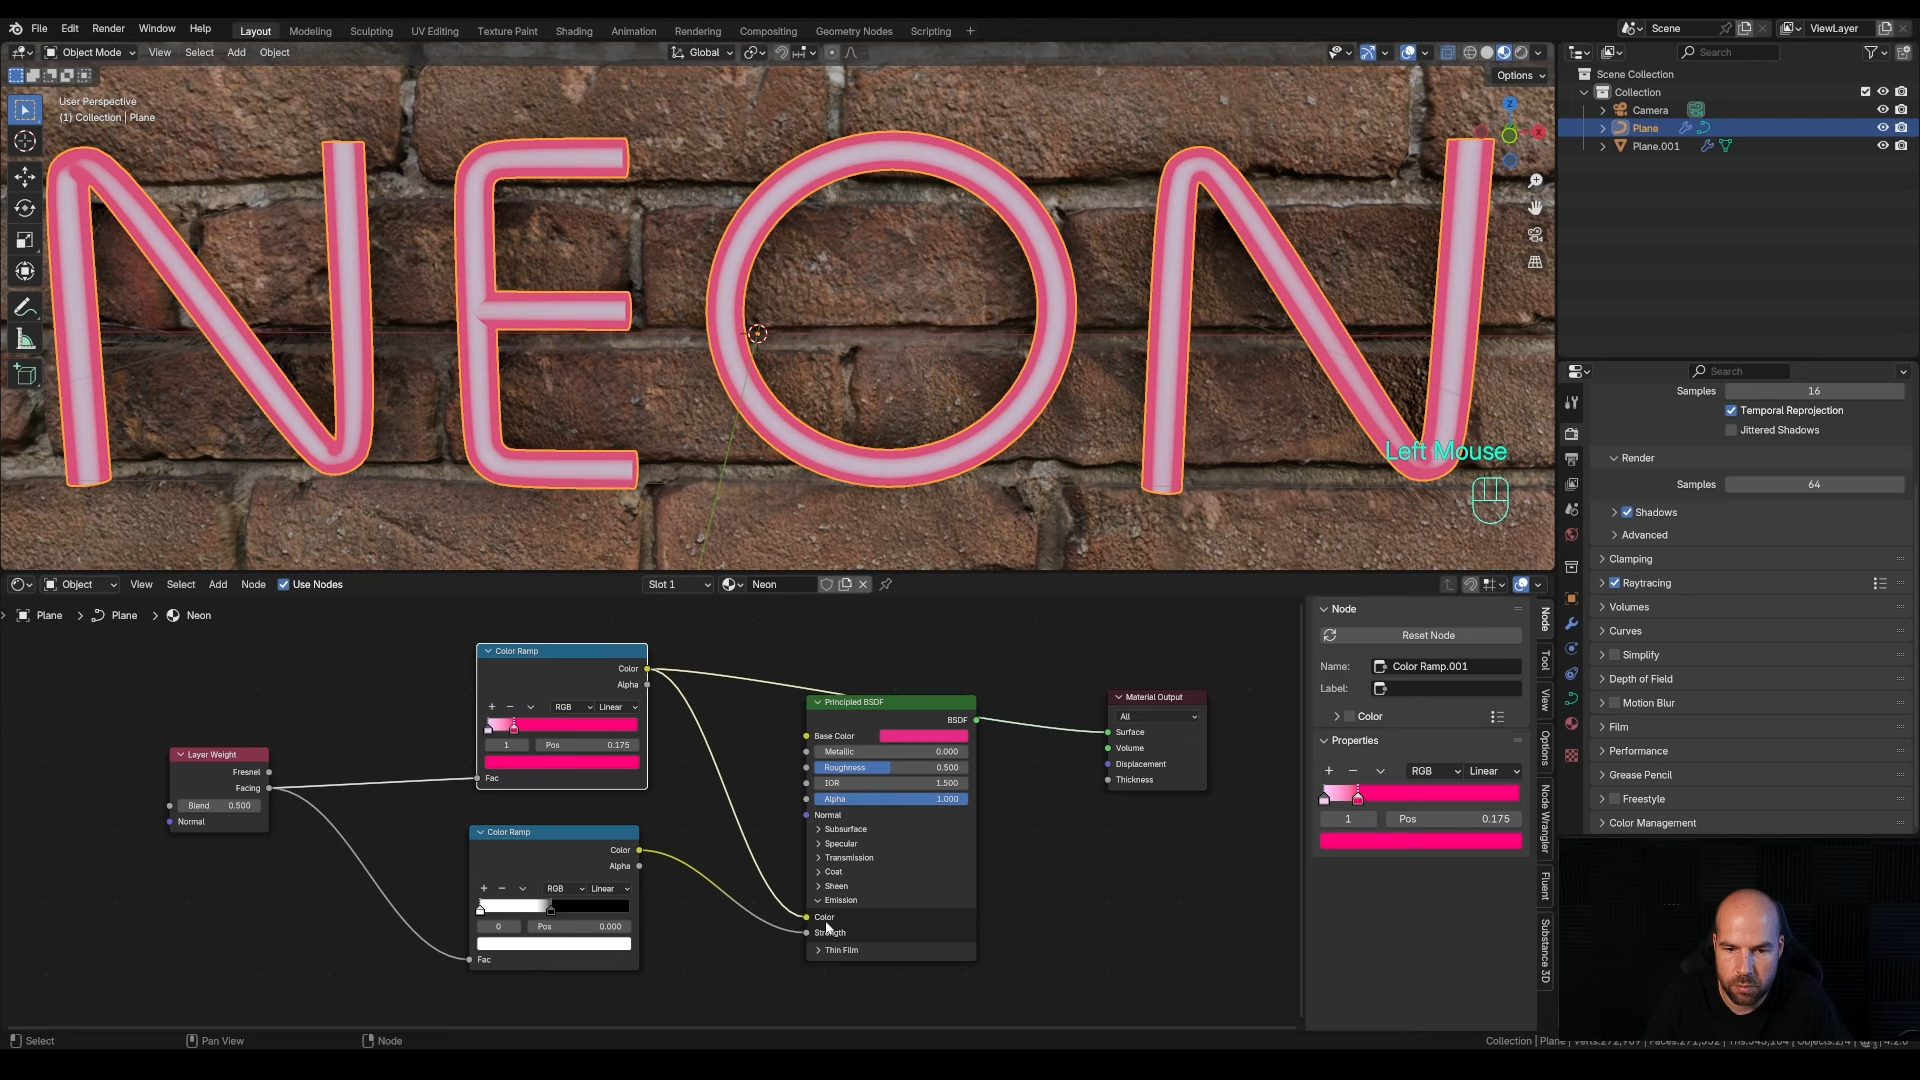 File Edit Render Window Help Layout Modeling Sculpting UV Editing Texture Paint Shading Animation Rendering Compositing Geometry Nodes Scripting + Scene ViewLayer
Object Mode View Select Add Object Global Search
Options
User Perspective
(1) Collection | Plane
Z
X
NEON
Left Mouse
Scene Collection
Collection
Camera
Plane
Plane.001
Search
Samples 16
Temporal Reprojection
Jittered Shadows
Render
Samples 64
Shadows
Advanced
Clamping
Raytracing
Volumes
Curves
Simplify
Depth of Field
Motion Blur
Film
Performance
Grease Pencil
Freestyle
Color Management
Object View Select Add Node Use Nodes Slot 1 Neon
Plane > Plane > Neon
Layer Weight
Fresnel
Facing
Blend 0.500
Normal
Color Ramp
Color
Alpha
RGB Linear
1 Pos 0.175
Fac
Color Ramp
Color
Alpha
RGB Linear
0 Pos 0.000
Fac
Principled BSDF
BSDF
Base Color
Metallic 0.000
Roughness 0.500
IOR 1.500
Alpha 1.000
Normal
Subsurface
Specular
Transmission
Coat
Sheen
Emission
Color
Strength
Thin Film
Material Output
All
Surface
Volume
Displacement
Thickness
Node
Reset Node
Name: Color Ramp.001
Label:
Color
Properties
RGB Linear
1 Pos 0.175
Node
Tool
View
Options
Node Wrangler
Fluent
Substance 3D
Select Pan View Node